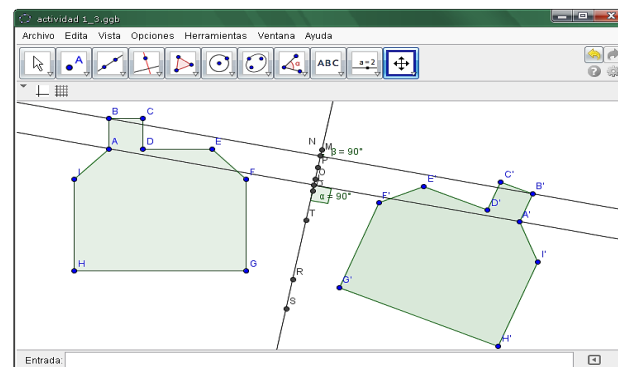 actividad 1_3.ggb
Archivo Edita Vista Opciones Herramientas Ventana Ayuda
A
ABC
a=2
B C
N
M
β = 90°
A D E
P
O
I F
C'
E' B'
α = 90°
F'
D'
A'
T
I'
H G
R
G'
S
H'
Entrada: